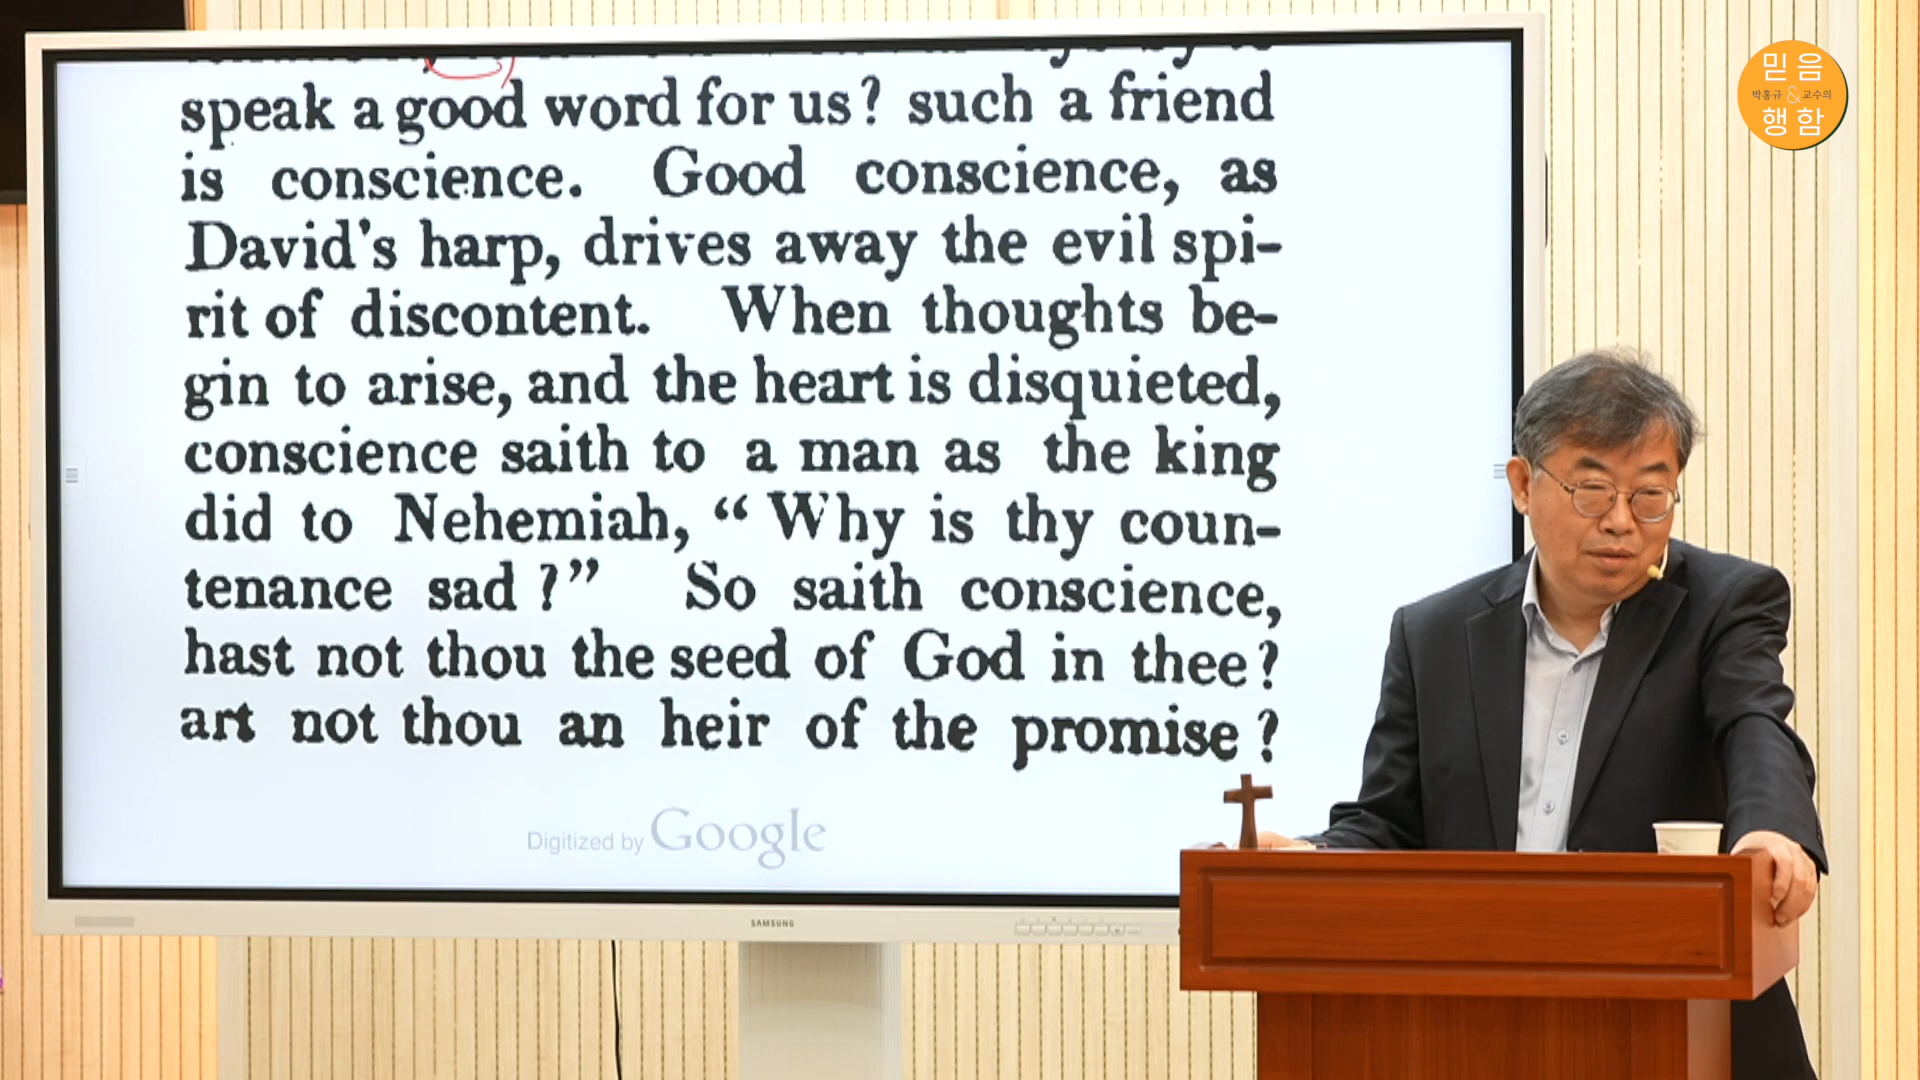 speak a good word for us? such a friend
is conscience. Good conscience, as
David's harp, drives away the evil spi-
rit of discontent. When thoughts be-
gin to arise, and the heart is disquieted,
conscience saith to a man as the king
did to Nehemiah, “Why is thy coun-
tenance sad?” So saith conscience,
hast not thou the seed of God in thee?
art not thou an heir of the promise?
Digitized by Google
SAMSUNG
믿음
박홍규 & 교수의
행함